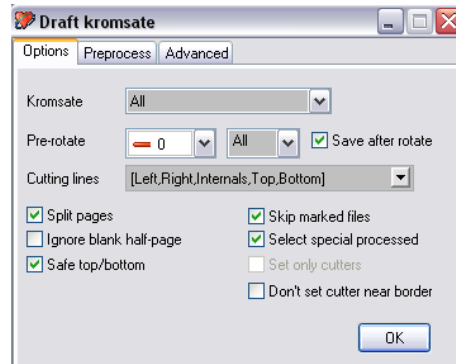 Draft kromsate
Options Preprocess Advanced
Kromsate All
Pre-rotate 0 All Save after rotate
Cutting lines [Left,Right,Internals,Top,Bottom]
Split pages Skip marked files
Ignore blank half-page Select special processed
Safe top/bottom Set only cutters
Don't set cutter near border
OK